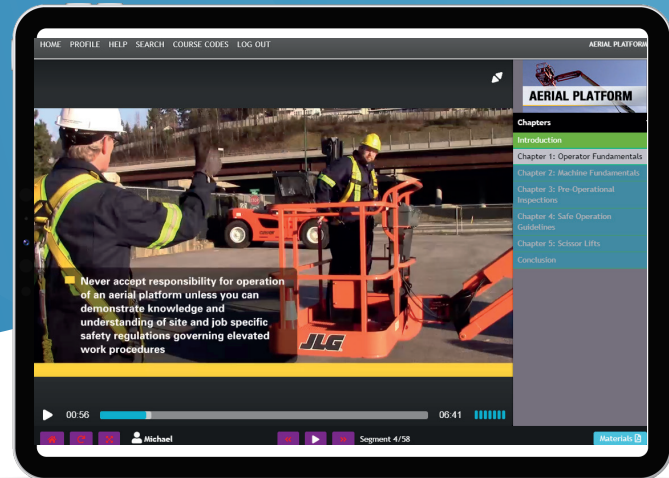 HOME PROFILE HELP SEARCH COURSE CODES LOG OUT
AERIAL PLATFORM
AERIAL PLATFORM
Chapters
Introduction
Chapter 1: Operator Fundamentals
Chapter 2: Machine Fundamentals
Chapter 3: Pre-Operational
Inspections
Chapter 4: Safe Operation
Guidelines
Chapter 5: Scissor Lifts
Conclusion
Never accept responsibility for operation
of an aerial platform unless you can
demonstrate knowledge and
understanding of site and job specific
safety regulations governing elevated
work procedures
JLG
00:56
06:41
Michael
Segment 4/58
Materials